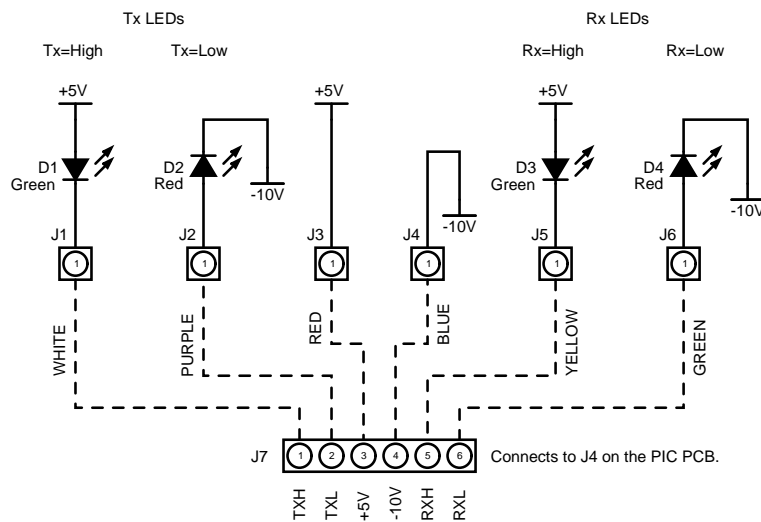 Tx LEDs
Rx LEDs
Tx=High
Tx=Low
Rx=High
Rx=Low
+5V
+5V
+5V
D1
Green
D2
Red
D3
Green
D4
Red
-10V
-10V
-10V
J1
J2
J3
J4
J5
J6
1
1
1
1
1
1
WHITE
PURPLE
RED
BLUE
YELLOW
GREEN
J7
1
2
3
4
5
6
Connects to J4 on the PIC PCB.
TXH
TXL
+5V
-10V
RXH
RXL